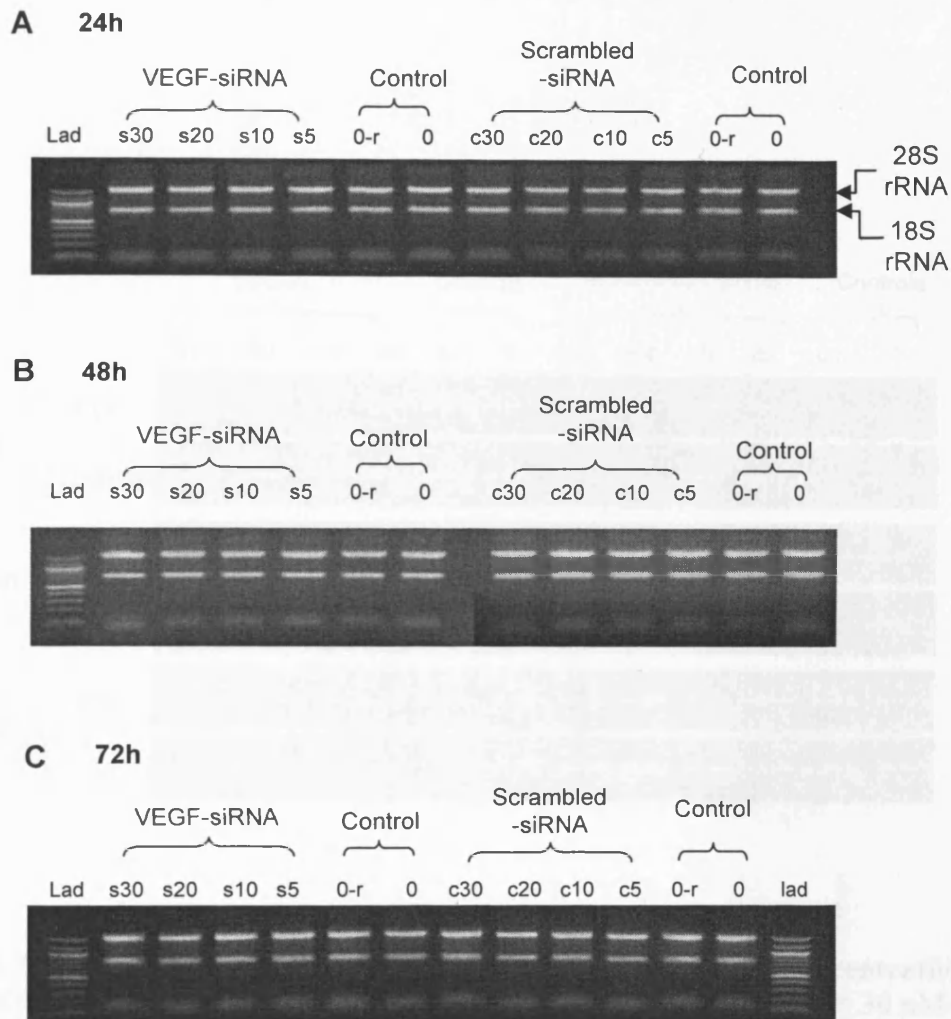 A 24h
VEGF-siRNA
Control
Scrambled
-siRNA
Control
Lad s30 s20 s10 s5 0-r 0 c30 c20 c10 c5 0-r 0
28S
rRNA
18S
rRNA
B 48h
VEGF-siRNA
Control
Scrambled
-siRNA
Control
Lad s30 s20 s10 s5 0-r 0 c30 c20 c10 c5 0-r 0
C 72h
VEGF-siRNA
Control
Scrambled
-siRNA
Control
Lad s30 s20 s10 s5 0-r 0 c30 c20 c10 c5 0-r 0 lad